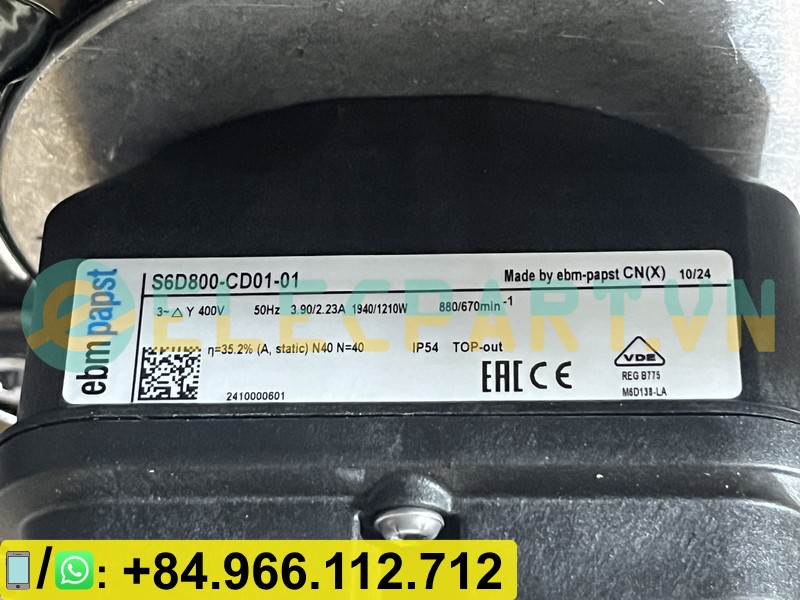 ebmpapst
S6D800-CD01-01
Made by ebm-papst CN(X) 10/24
3~ △ Y 400V 50Hz 3.90/2.23A 1940/1210W 880/670min⁻¹
η=35.2% (A, static) N40 N=40 IP54 TOP-out
EAC CE
VDE
REG B775
M6D138-LA
2410000601
ELECPART.VN
/ : +84.966.112.712